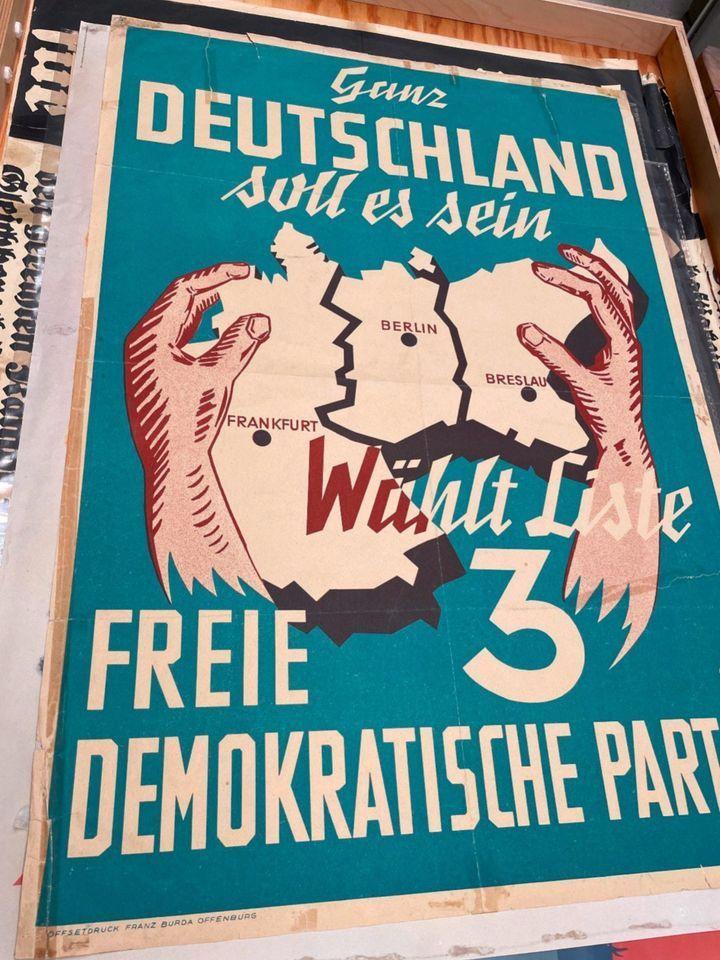 Ganz
DEUTSCHLAND
soll es sein
BERLIN
BRESLAU
FRANKFURT
Wählt Liste
3
FREIE
DEMOKRATISCHE PART
OFFSETDRUCK FRANZ BURDA OFFENBURG